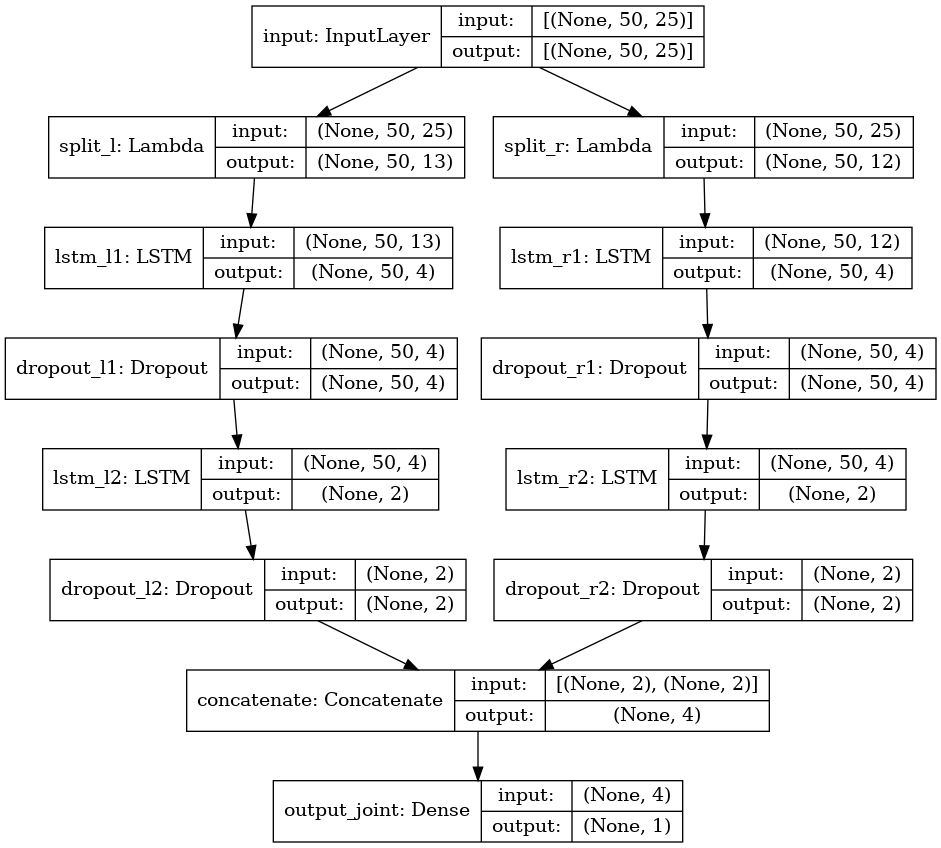 input: InputLayer
input:
[(None, 50, 25)]
output:
[(None, 50, 25)]
split_l: Lambda
input:
(None, 50, 25)
output:
(None, 50, 13)
split_r: Lambda
input:
(None, 50, 25)
output:
(None, 50, 12)
lstm_l1: LSTM
input:
(None, 50, 13)
output:
(None, 50, 4)
lstm_r1: LSTM
input:
(None, 50, 12)
output:
(None, 50, 4)
dropout_l1: Dropout
input:
(None, 50, 4)
output:
(None, 50, 4)
dropout_r1: Dropout
input:
(None, 50, 4)
output:
(None, 50, 4)
lstm_l2: LSTM
input:
(None, 50, 4)
output:
(None, 2)
lstm_r2: LSTM
input:
(None, 50, 4)
output:
(None, 2)
dropout_l2: Dropout
input:
(None, 2)
output:
(None, 2)
dropout_r2: Dropout
input:
(None, 2)
output:
(None, 2)
concatenate: Concatenate
input:
[(None, 2), (None, 2)]
output:
(None, 4)
output_joint: Dense
input:
(None, 4)
output:
(None, 1)